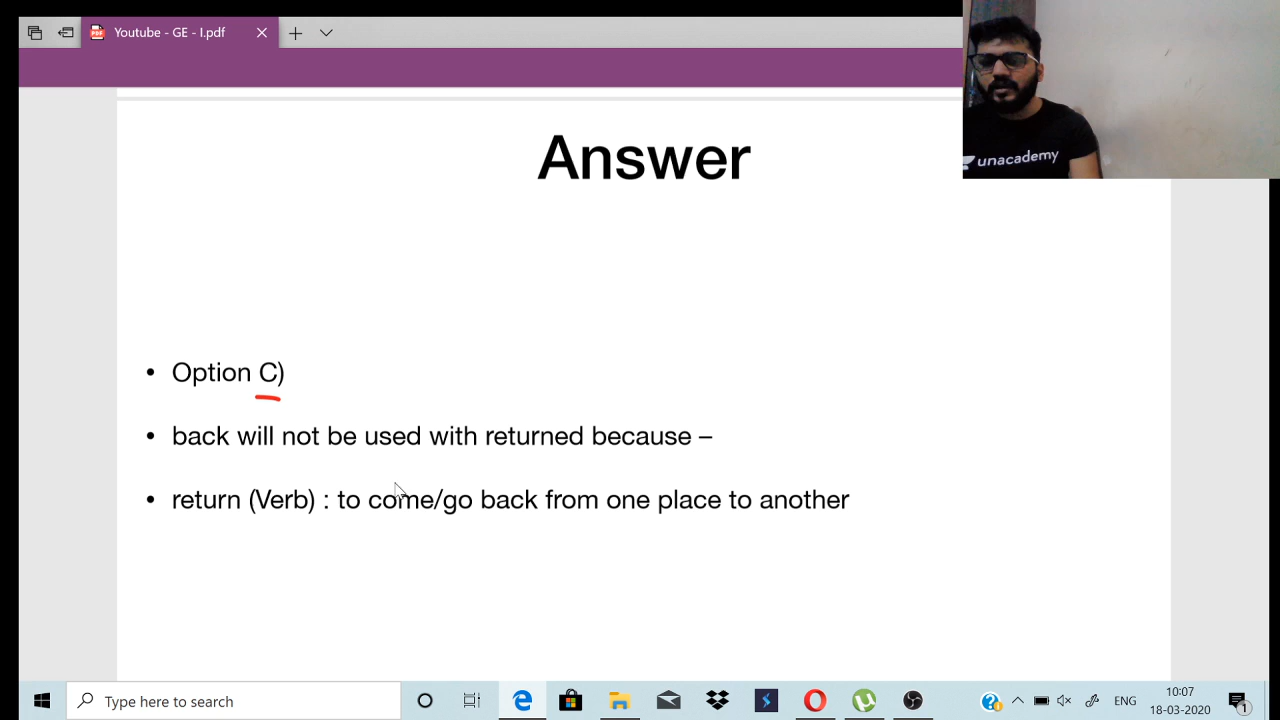 Youtube - GE - I.pdf
Answer
unacademy
• Option C)
• back will not be used with returned because –
• return (Verb) : to come/go back from one place to another
Type here to search
ENG
10:07
18-03-2020
1